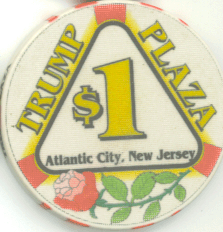 TRUMP PLAZA
$1
Atlantic City, New Jersey